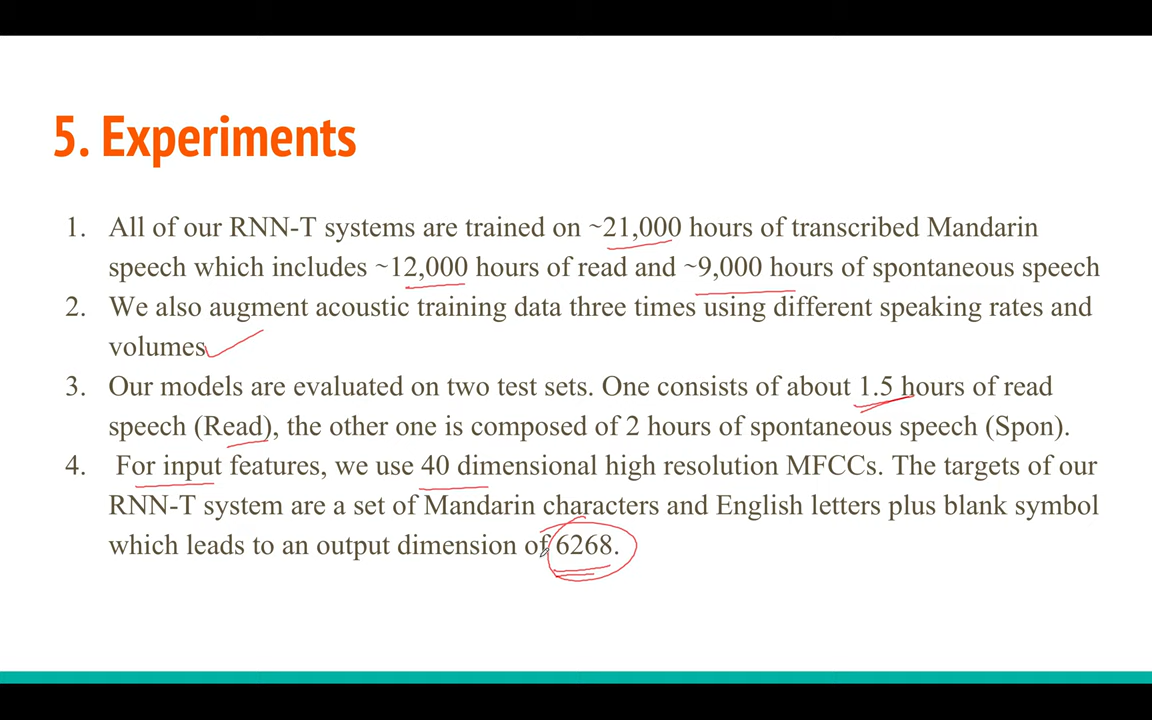 5. Experiments
1. All of our RNN-T systems are trained on ~21,000 hours of transcribed Mandarin
speech which includes ~12,000 hours of read and ~9,000 hours of spontaneous speech
2. We also augment acoustic training data three times using different speaking rates and
volumes
3. Our models are evaluated on two test sets. One consists of about 1.5 hours of read
speech (Read), the other one is composed of 2 hours of spontaneous speech (Spon).
4. For input features, we use 40 dimensional high resolution MFCCs. The targets of our
RNN-T system are a set of Mandarin characters and English letters plus blank symbol
which leads to an output dimension of 6268.